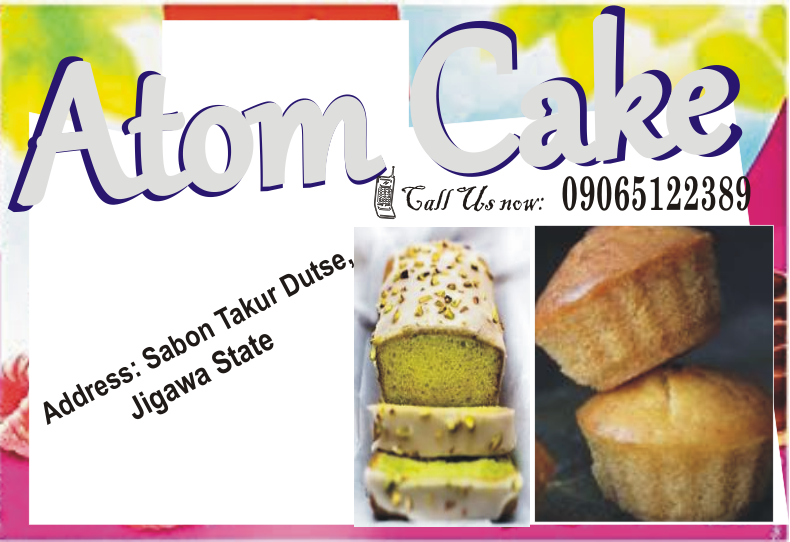 Atom Cake
Call Us now: 09065122389
Address: Sabon Takur Dutse,
Jigawa State